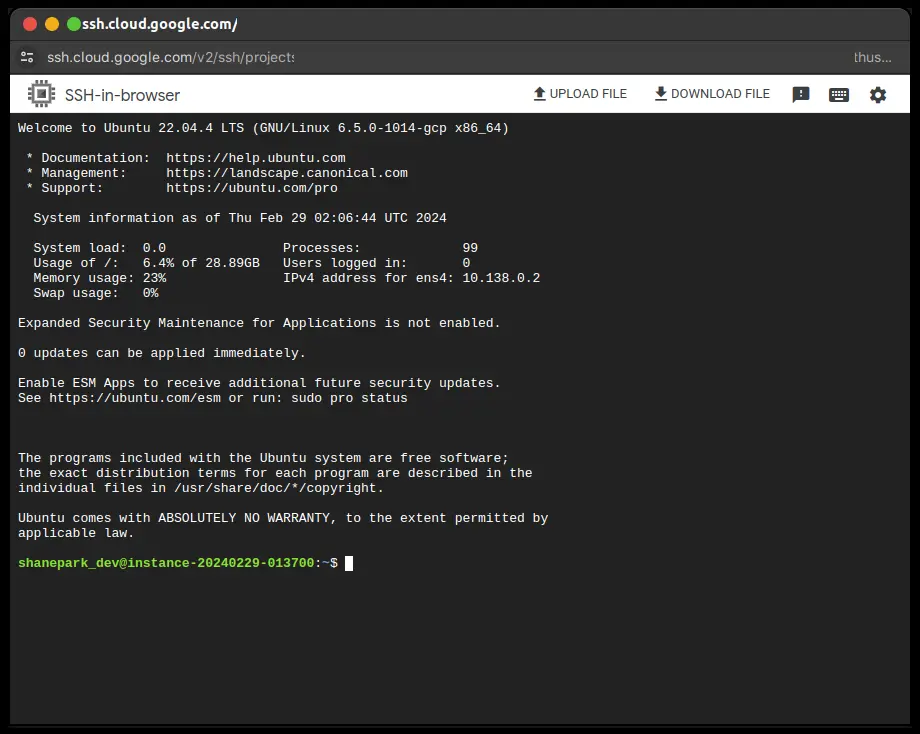 ssh.cloud.google.com/
ssh.cloud.google.com/v2/ssh/projects thus...
SSH-in-browser UPLOAD FILE DOWNLOAD FILE
Welcome to Ubuntu 22.04.4 LTS (GNU/Linux 6.5.0-1014-gcp x86_64)
* Documentation: https://help.ubuntu.com
* Management: https://landscape.canonical.com
* Support: https://ubuntu.com/pro
System information as of Thu Feb 29 02:06:44 UTC 2024
System load: 0.0 Processes: 99
Usage of /: 6.4% of 28.89GB Users logged in: 0
Memory usage: 23% IPv4 address for ens4: 10.138.0.2
Swap usage: 0%
Expanded Security Maintenance for Applications is not enabled.
0 updates can be applied immediately.
Enable ESM Apps to receive additional future security updates.
See https://ubuntu.com/esm or run: sudo pro status
The programs included with the Ubuntu system are free software;
the exact distribution terms for each program are described in the
individual files in /usr/share/doc/*/copyright.
Ubuntu comes with ABSOLUTELY NO WARRANTY, to the extent permitted by
applicable law.
shanepark_dev@instance-20240229-013700:~$